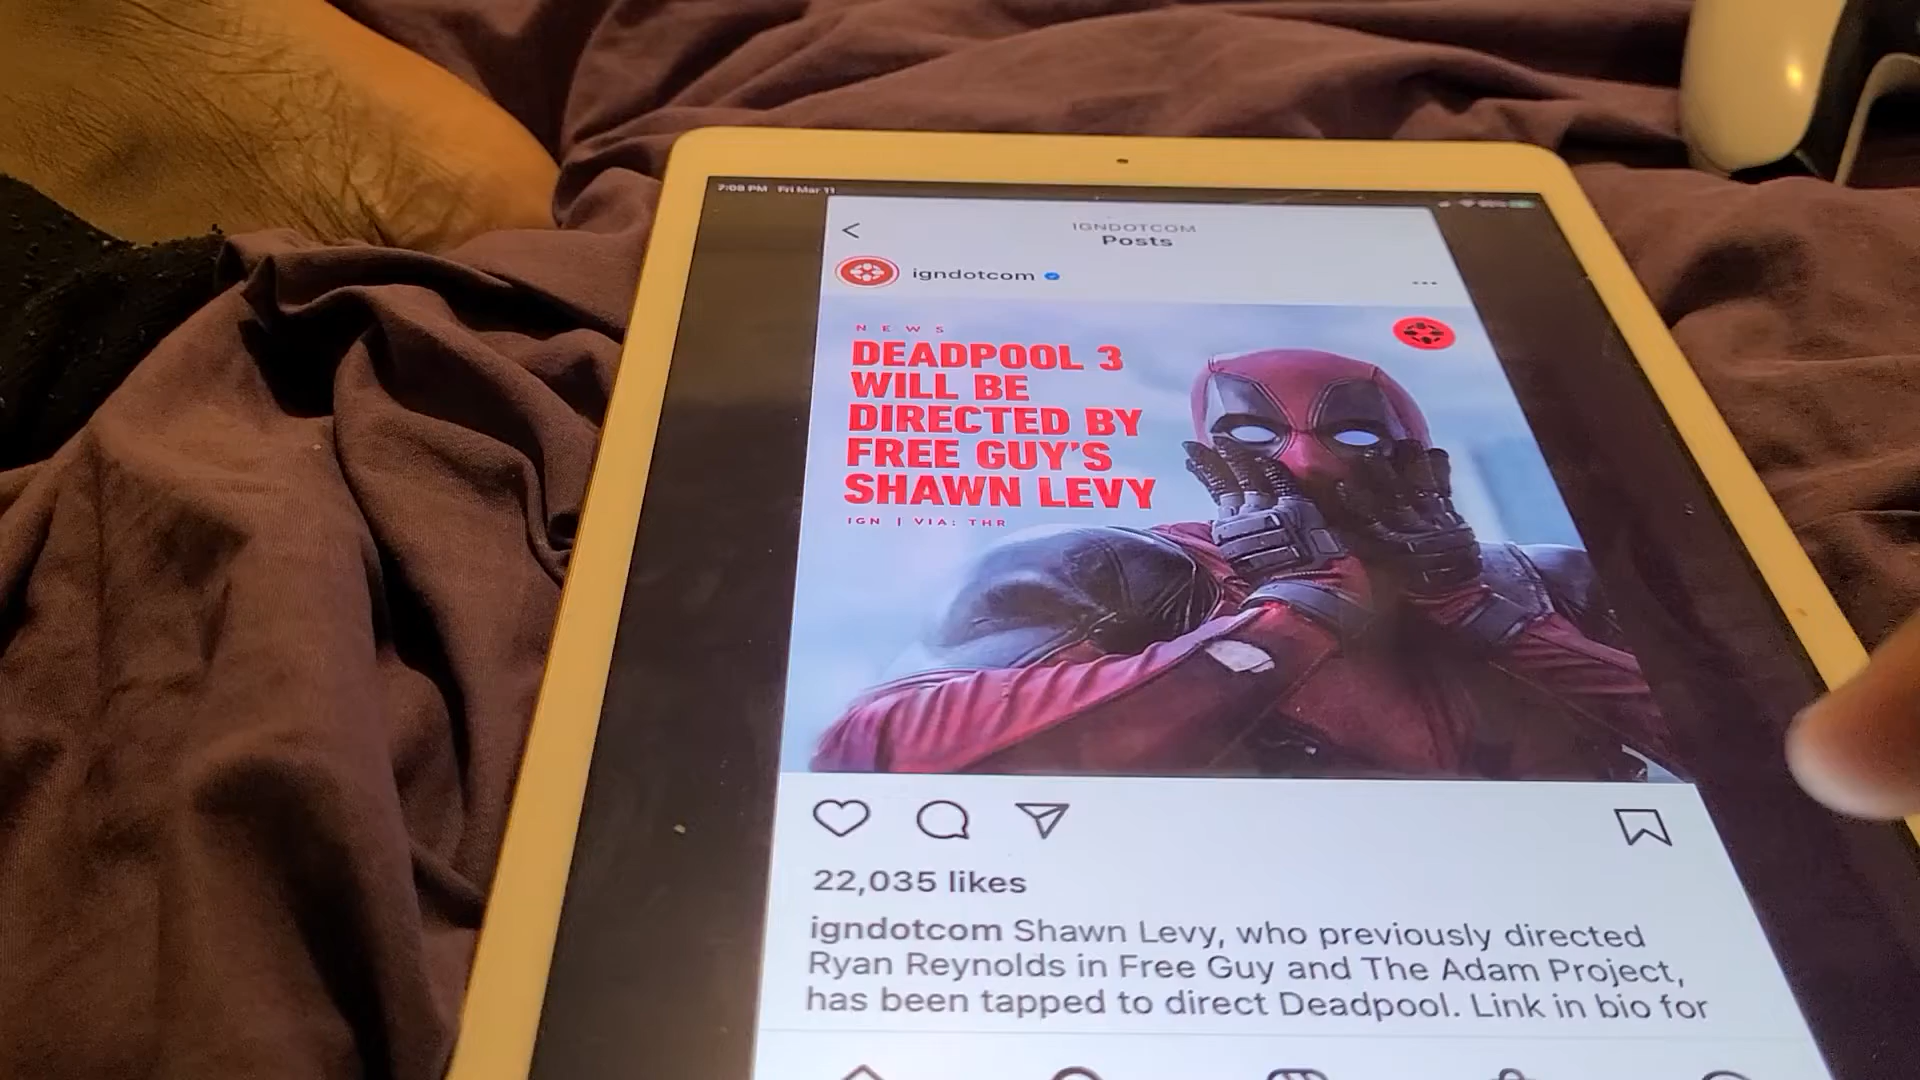 7:08 PM Fri Mar 11
IGNDOTCOM
Posts
igndotcom
NEWS
DEADPOOL 3
WILL BE
DIRECTED BY
FREE GUY'S
SHAWN LEVY
IGN | VIA: THR
22,035 likes
igndotcom Shawn Levy, who previously directed
Ryan Reynolds in Free Guy and The Adam Project,
has been tapped to direct Deadpool. Link in bio for